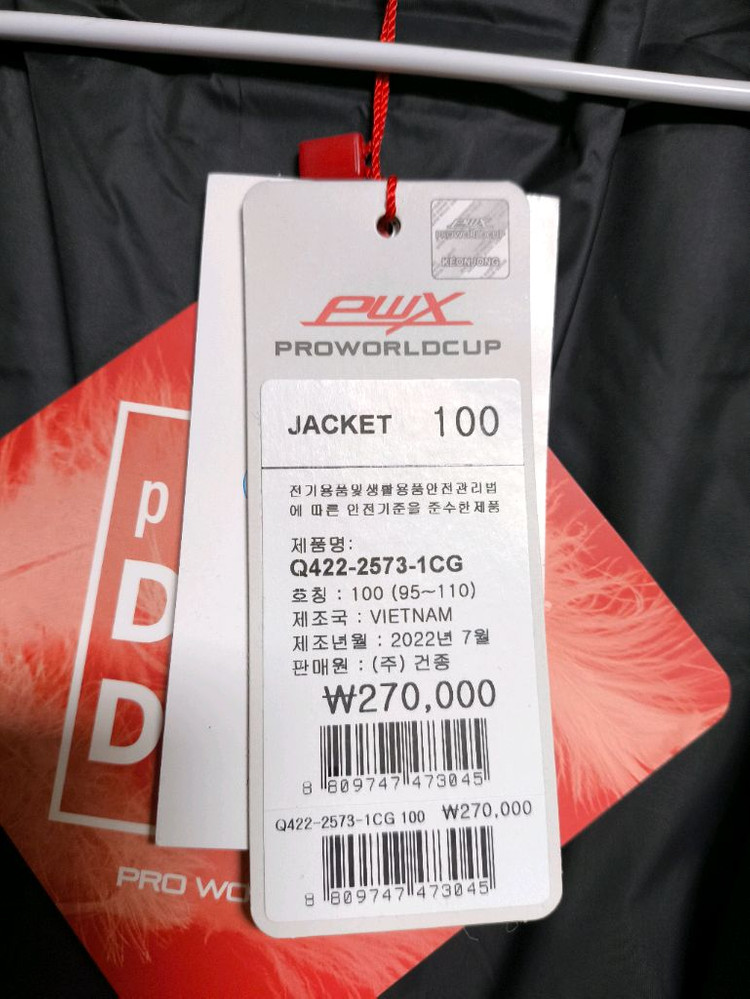 PWX
PROWORLDCUP
KEONJONG
PWX
PROWORLDCUP
JACKET 100
전기용품및생활용품안전관리법
에 따른 안전기준을 준수한제품
제품명:
Q422-2573-1CG
호칭 : 100 (95~110)
제조국 : VIETNAM
제조년월 : 2022년 7월
판매원 : (주) 건종
₩270,000
8 809747 473045
Q422-2573-1CG 100 ₩270,000
8 809747 473045
p
D
D
PRO WO